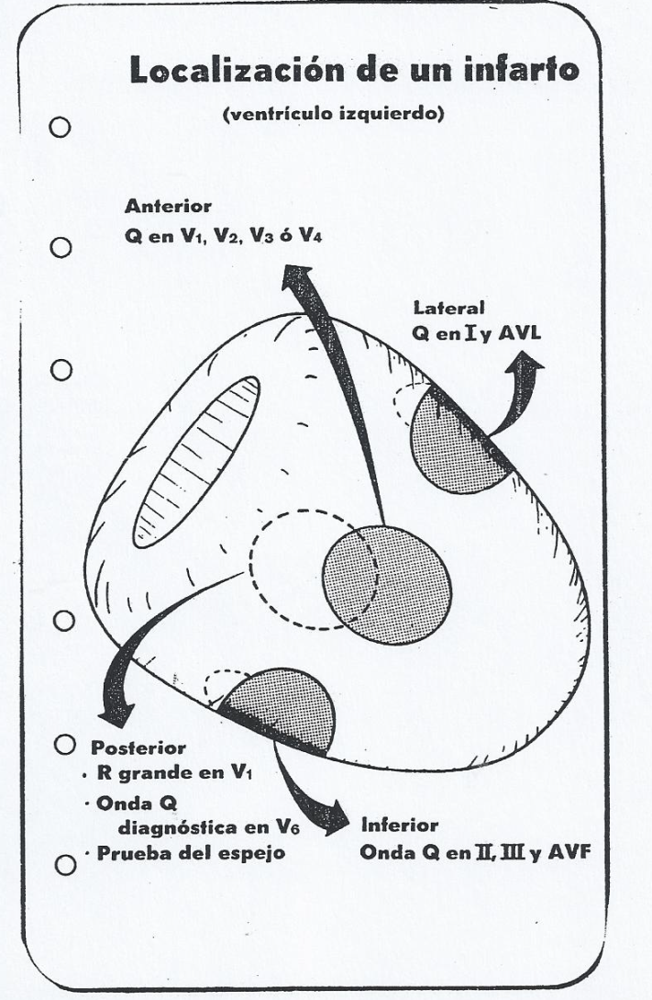 Localización de un infarto
(ventrículo izquierdo)
Anterior
Q en V1, V2, V3 ó V4
Lateral
Q en I y AVL
Posterior
· R grande en V1
· Onda Q
diagnóstica en V6
· Prueba del espejo
Inferior
Onda Q en II, III y AVF